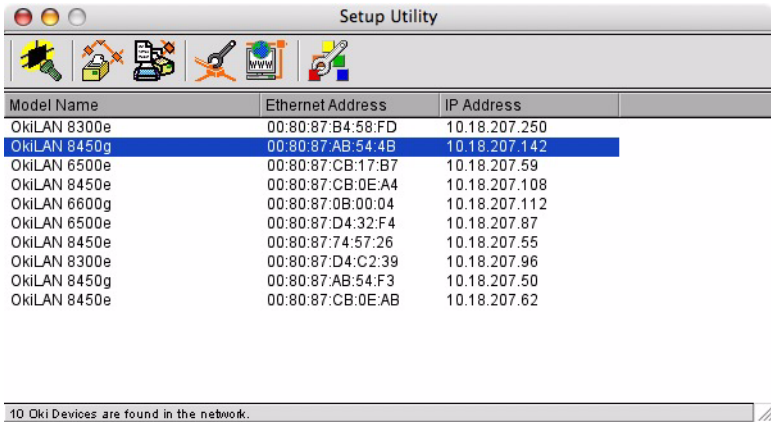 Setup Utility
WWW
Model Name Ethernet Address IP Address
OkiLAN 8300e 00:80:87:B4:58:FD 10.18.207.250
OkiLAN 8450g 00:80:87:AB:54:4B 10.18.207.142
OkiLAN 6500e 00:80:87:CB:17:B7 10.18.207.59
OkiLAN 8450e 00:80:87:CB:0E:A4 10.18.207.108
OkiLAN 6600g 00:80:87:0B:00:04 10.18.207.112
OkiLAN 6500e 00:80:87:D4:32:F4 10.18.207.87
OkiLAN 8450e 00:80:87:74:57:26 10.18.207.55
OkiLAN 8300e 00:80:87:D4:C2:39 10.18.207.96
OkiLAN 8450g 00:80:87:AB:54:F3 10.18.207.50
OkiLAN 8450e 00:80:87:CB:0E:AB 10.18.207.62
10 Oki Devices are found in the network.